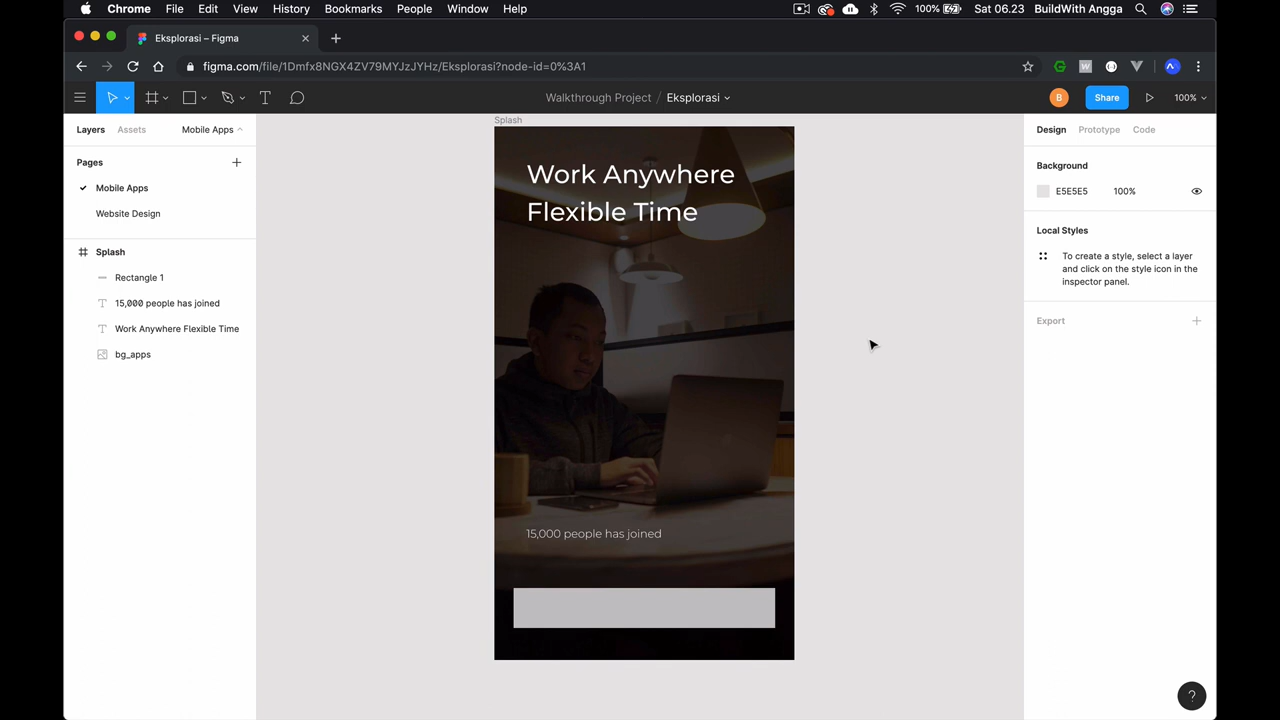 Chrome File Edit View History Bookmarks People Window Help 100% Sat 06.23 BuildWith Angga
Eksplorasi – Figma
figma.com/file/1Dmfx8NGX4ZV79MYJzJYHz/Eksplorasi?node-id=0%3A1
Walkthrough Project / Eksplorasi B Share 100%
Layers Assets Mobile Apps
Pages
Mobile Apps
Website Design
Splash
Rectangle 1
15,000 people has joined
Work Anywhere Flexible Time
bg_apps
Splash
Work Anywhere
Flexible Time
15,000 people has joined
Design Prototype Code
Background
E5E5E5 100%
Local Styles
To create a style, select a layer
and click on the style icon in the
inspector panel.
Export
?